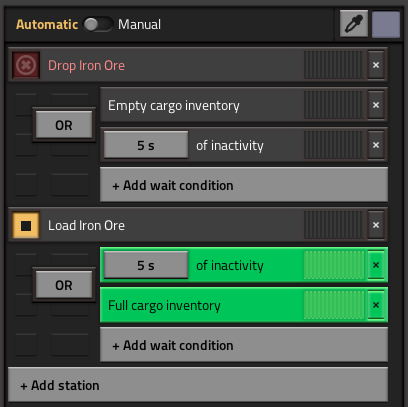 Automatic Manual
Drop Iron Ore
Empty cargo inventory
OR
5 s of inactivity
+ Add wait condition
Load Iron Ore
5 s of inactivity
OR
Full cargo inventory
+ Add wait condition
+ Add station